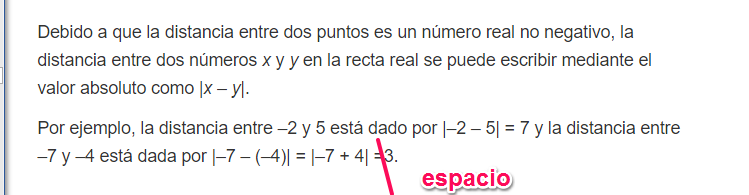 Debido a que la distancia entre dos puntos es un número real no negativo, la
distancia entre dos números x y y en la recta real se puede escribir mediante el
valor absoluto como |x – y|.
Por ejemplo, la distancia entre –2 y 5 está dado por |–2 – 5| = 7 y la distancia entre
–7 y –4 está dada por |–7 – (–4)| = |–7 + 4| =3.
espacio